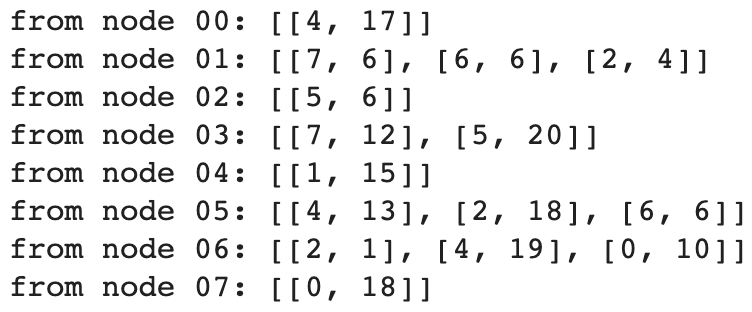 from node 00: [[4, 17]]
from node 01: [[7, 6], [6, 6], [2, 4]]
from node 02: [[5, 6]]
from node 03: [[7, 12], [5, 20]]
from node 04: [[1, 15]]
from node 05: [[4, 13], [2, 18], [6, 6]]
from node 06: [[2, 1], [4, 19], [0, 10]]
from node 07: [[0, 18]]